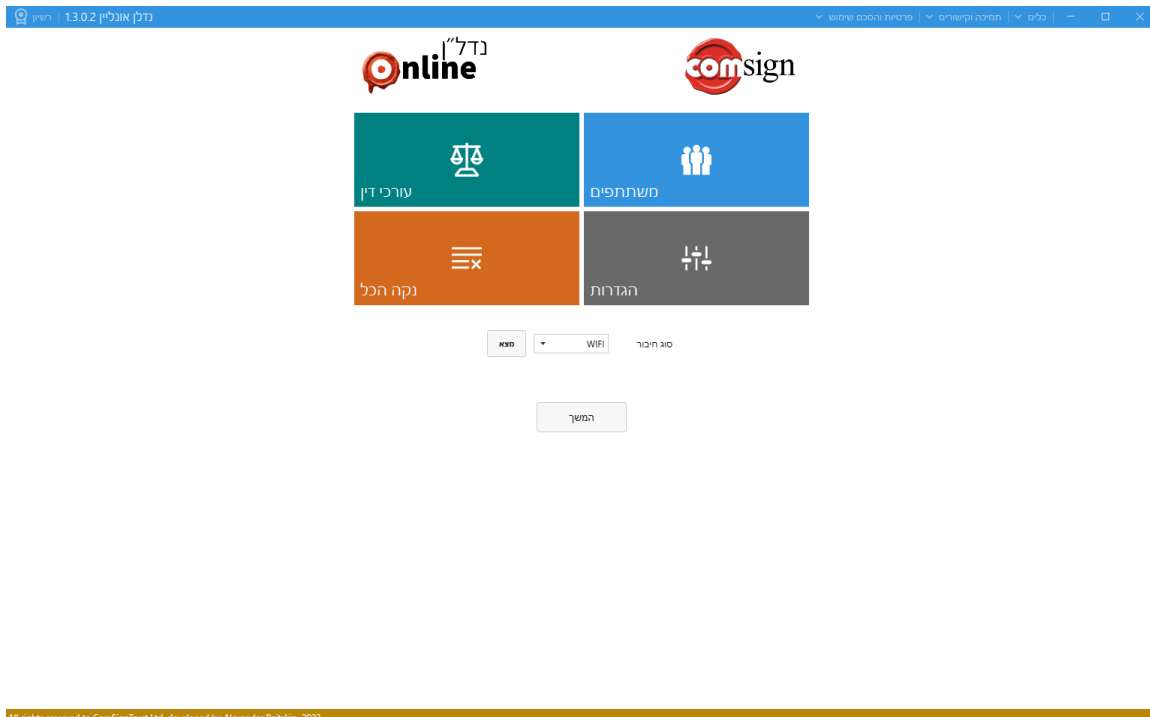 נדלן אונליין 1.3.0.2 | רשיון
כלים | תמיכה וקישורים | פרטיות והסכם שימוש
נדל״ן
Online
comsign
עורכי דין
משתתפים
נקה הכל
הגדרות
סוג חיבור WIFI מצא
המשך